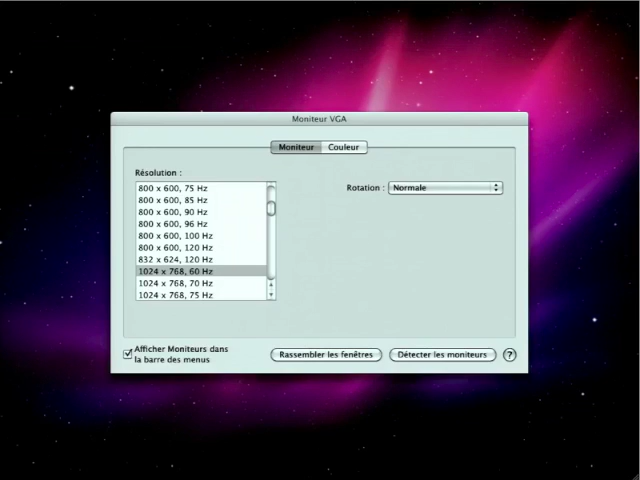 Moniteur VGA
Moniteur Couleur
Résolution :
800 x 600, 75 Hz
800 x 600, 85 Hz
800 x 600, 90 Hz
800 x 600, 96 Hz
800 x 600, 100 Hz
800 x 600, 120 Hz
832 x 624, 120 Hz
1024 x 768, 60 Hz
1024 x 768, 70 Hz
1024 x 768, 75 Hz
Rotation : Normale
Afficher Moniteurs dans
la barre des menus
Rassembler les fenêtres
Détecter les moniteurs
?